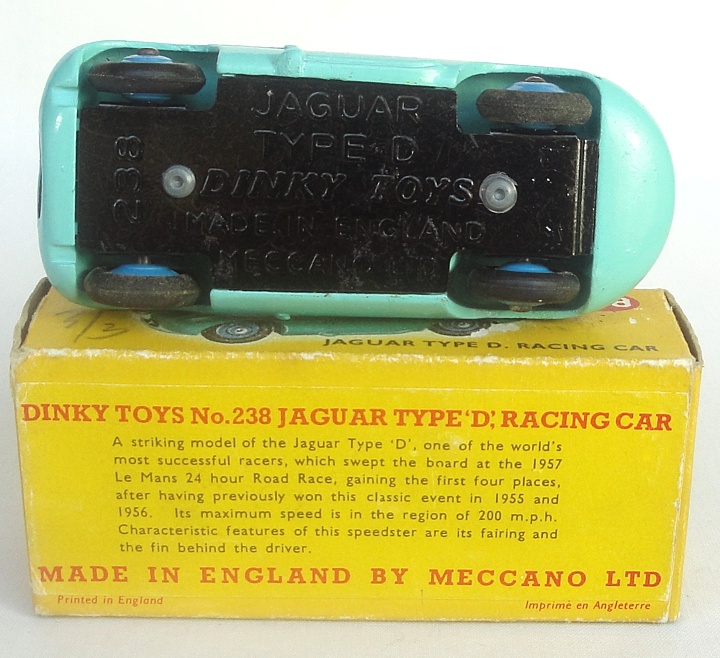 JAGUAR
TYPE D
238
DINKY TOYS
MADE IN ENGLAND
MECCANO LTD
JAGUAR TYPE D. RACING CAR
DINKY TOYS No.238 JAGUAR TYPE 'D', RACING CAR
A striking model of the Jaguar Type 'D', one of the world's
most successful racers, which swept the board at the 1957
Le Mans 24 hour Road Race, gaining the first four places,
after having previously won this classic event in 1955 and
1956. Its maximum speed is in the region of 200 m.p.h.
Characteristic features of this speedster are its fairing and
the fin behind the driver.
MADE IN ENGLAND BY MECCANO LTD
Printed in England
Imprimé en Angleterre